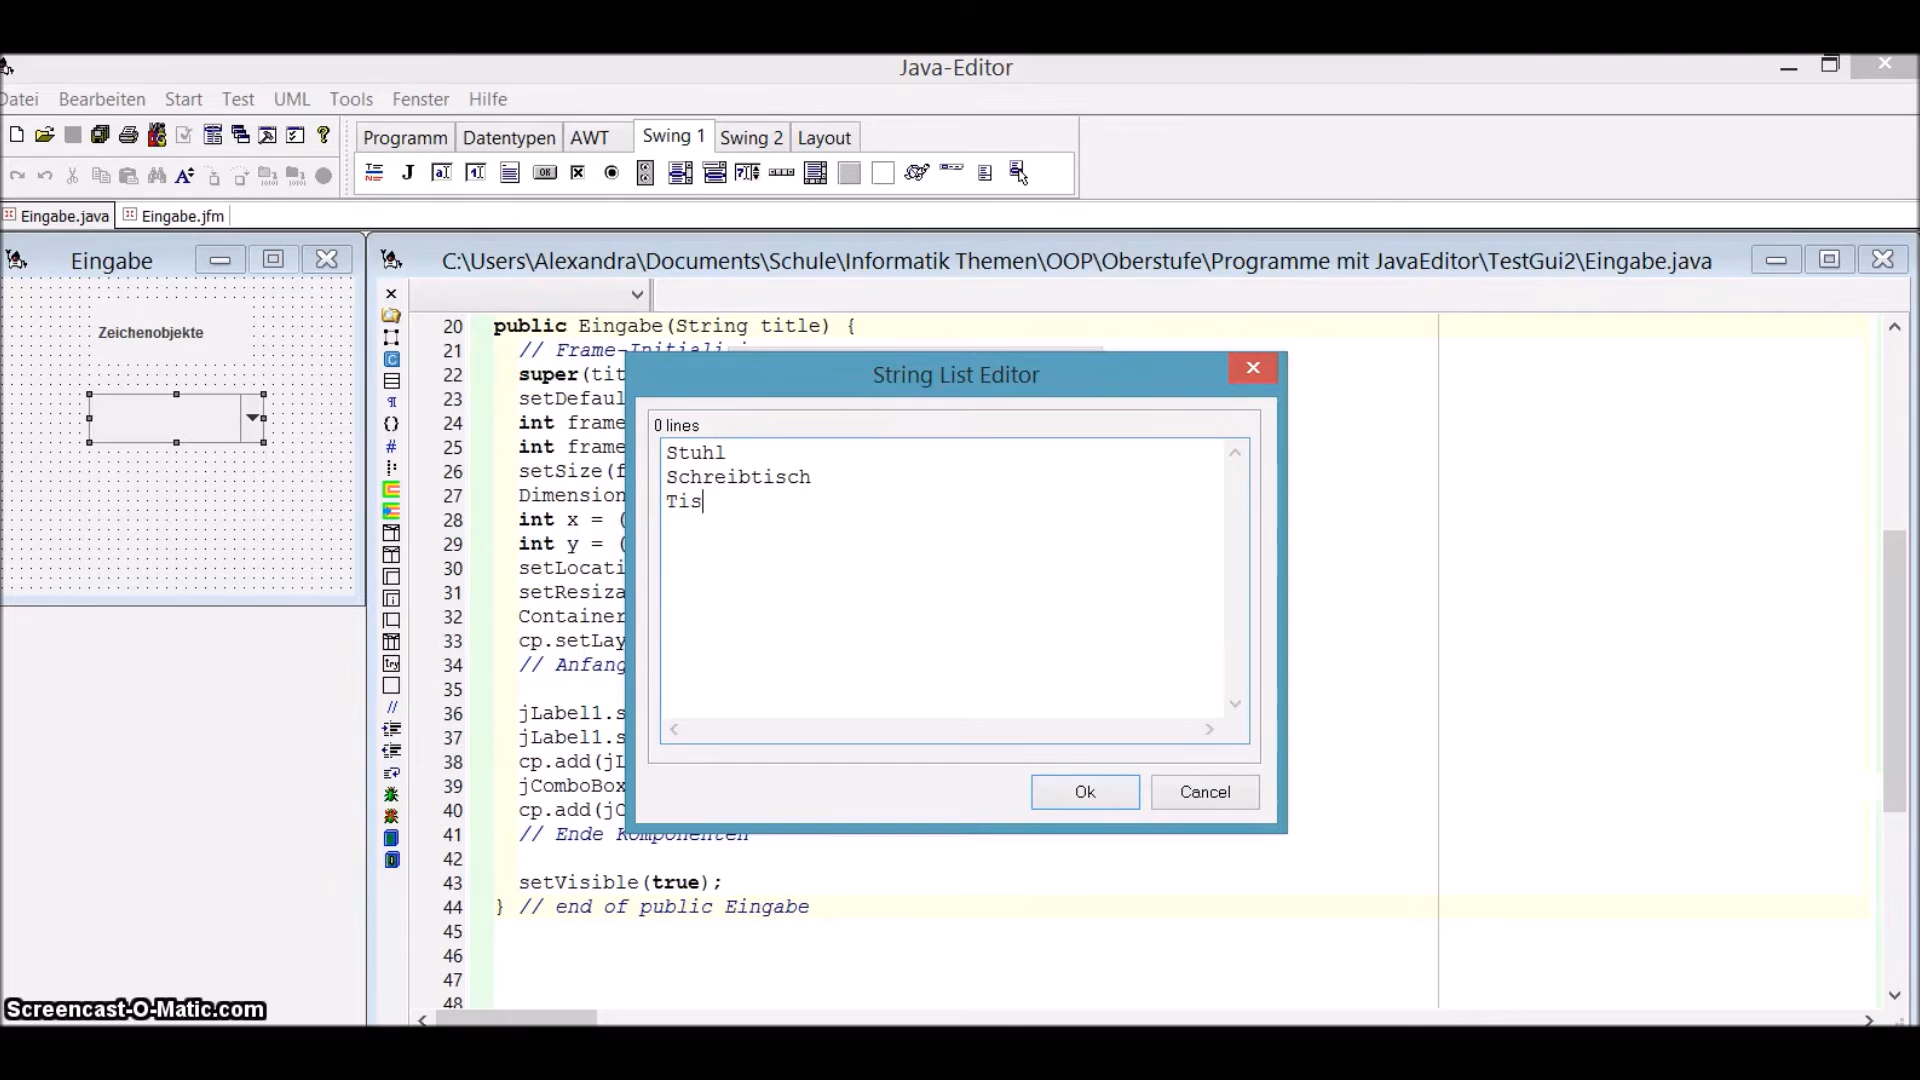 Java-Editor
Datei Bearbeiten Start Test UML Tools Fenster Hilfe
Programm Datentypen AWT Swing 1 Swing 2 Layout
Eingabe.java Eingabe.jfm
Eingabe
C:\Users\Alexandra\Documents\Schule\Informatik Themen\OOP\Oberstufe\Programme mit JavaEditor\TestGui2\Eingabe.java
Zeichenobjekte
20 public Eingabe(String title) {
21 // Frame-Initiali
22 super(tit
23 setDefaul
24 int frame
25 int frame
26 setSize(f
27 Dimension
28 int x = (
29 int y = (
30 setLocati
31 setResiza
32 Container
33 cp.setLay
34 // Anfang
35
36 jLabel1.s
37 jLabel1.s
38 cp.add(jL
39 jComboBox
40 cp.add(jC
41 // Ende Komponenten
42
43 setVisible(true);
44 } // end of public Eingabe
45
46
47
48
String List Editor
0 lines
Stuhl
Schreibtisch
Tis
Ok Cancel
Screencast-O-Matic.com